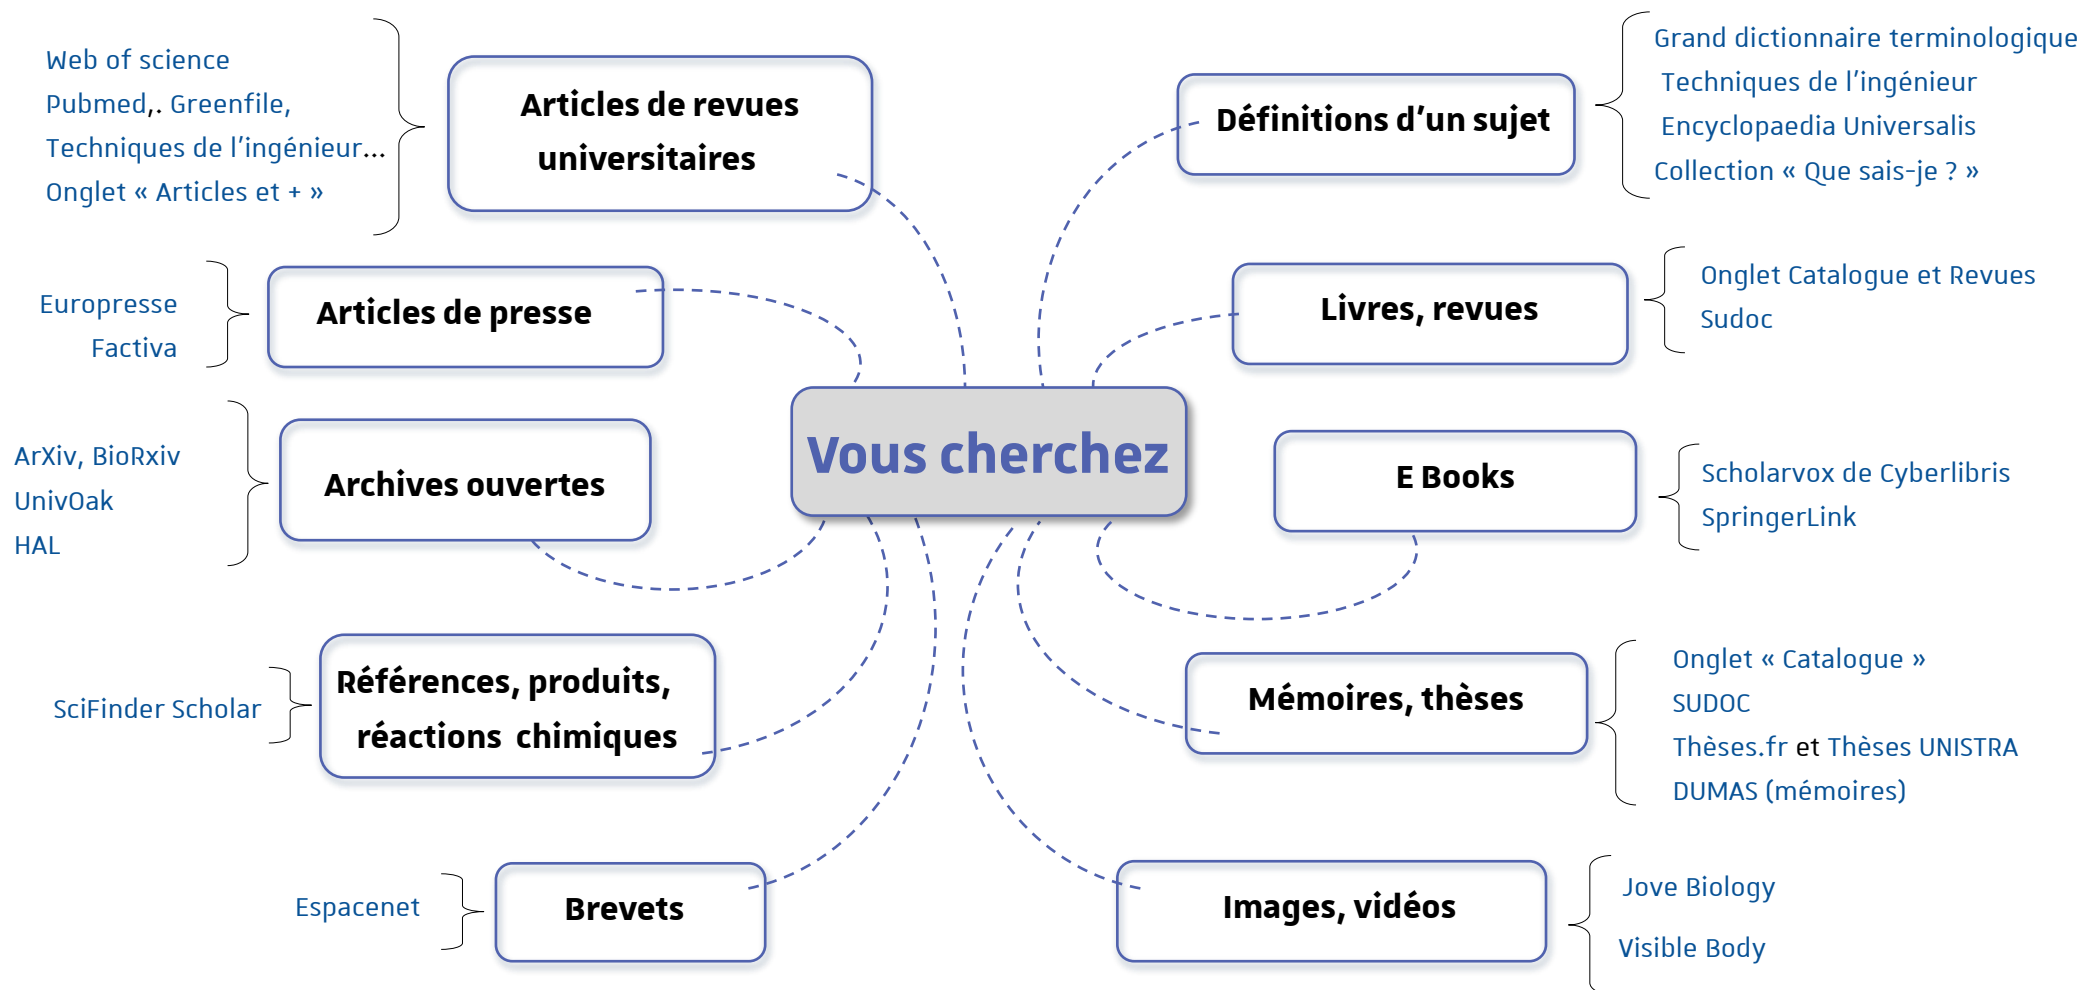 Web of science
Pubmed,. Greenfile,
Techniques de l'ingénieur...
Onglet « Articles et + »
Articles de revues
universitaires
Europresse
Factiva
Articles de presse
ArXiv, BioRxiv
UnivOak
HAL
Archives ouvertes
SciFinder Scholar
Références, produits,
réactions chimiques
Espacenet
Brevets
Vous cherchez
Définitions d'un sujet
Grand dictionnaire terminologique
Techniques de l'ingénieur
Encyclopaedia Universalis
Collection « Que sais-je ? »
Livres, revues
Onglet Catalogue et Revues
Sudoc
E Books
Scholarvox de Cyberlibris
SpringerLink
Mémoires, thèses
Onglet « Catalogue »
SUDOC
Thèses.fr et Thèses UNISTRA
DUMAS (mémoires)
Images, vidéos
Jove Biology
Visible Body